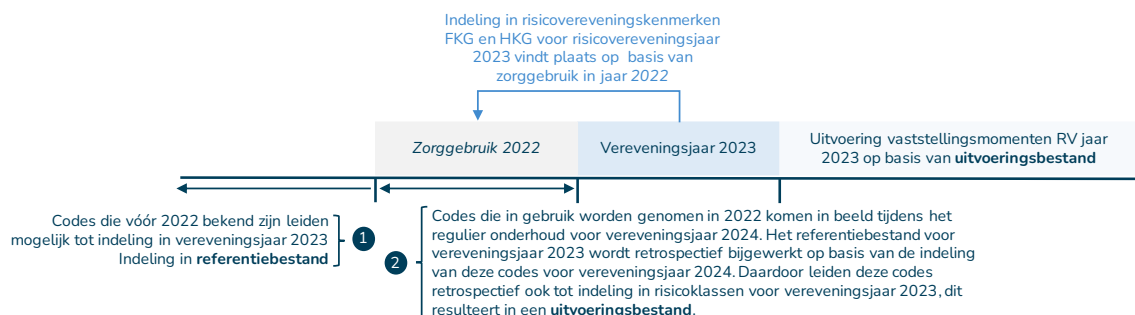 Indeling in risicovereveningskenmerken
FKG en HKG voor risicovereveningsjaar
2023 vindt plaats op basis van
zorggebruik in jaar 2022
Zorggebruik 2022
Vereveningsjaar 2023
Uitvoering vaststellingsmomenten RV jaar
2023 op basis van uitvoeringsbestand
Codes die vóór 2022 bekend zijn leiden
mogelijk tot indeling in vereveningsjaar 2023
Indeling in referentiebestand
1
2
Codes die in gebruik worden genomen in 2022 komen in beeld tijdens het
regulier onderhoud voor vereveningsjaar 2024. Het referentiebestand voor
vereveningsjaar 2023 wordt retrospectief bijgewerkt op basis van de indeling
van deze codes voor vereveningsjaar 2024. Daardoor leiden deze codes
retrospectief ook tot indeling in risicoklassen voor vereveningsjaar 2023, dit
resulteert in een uitvoeringsbestand.